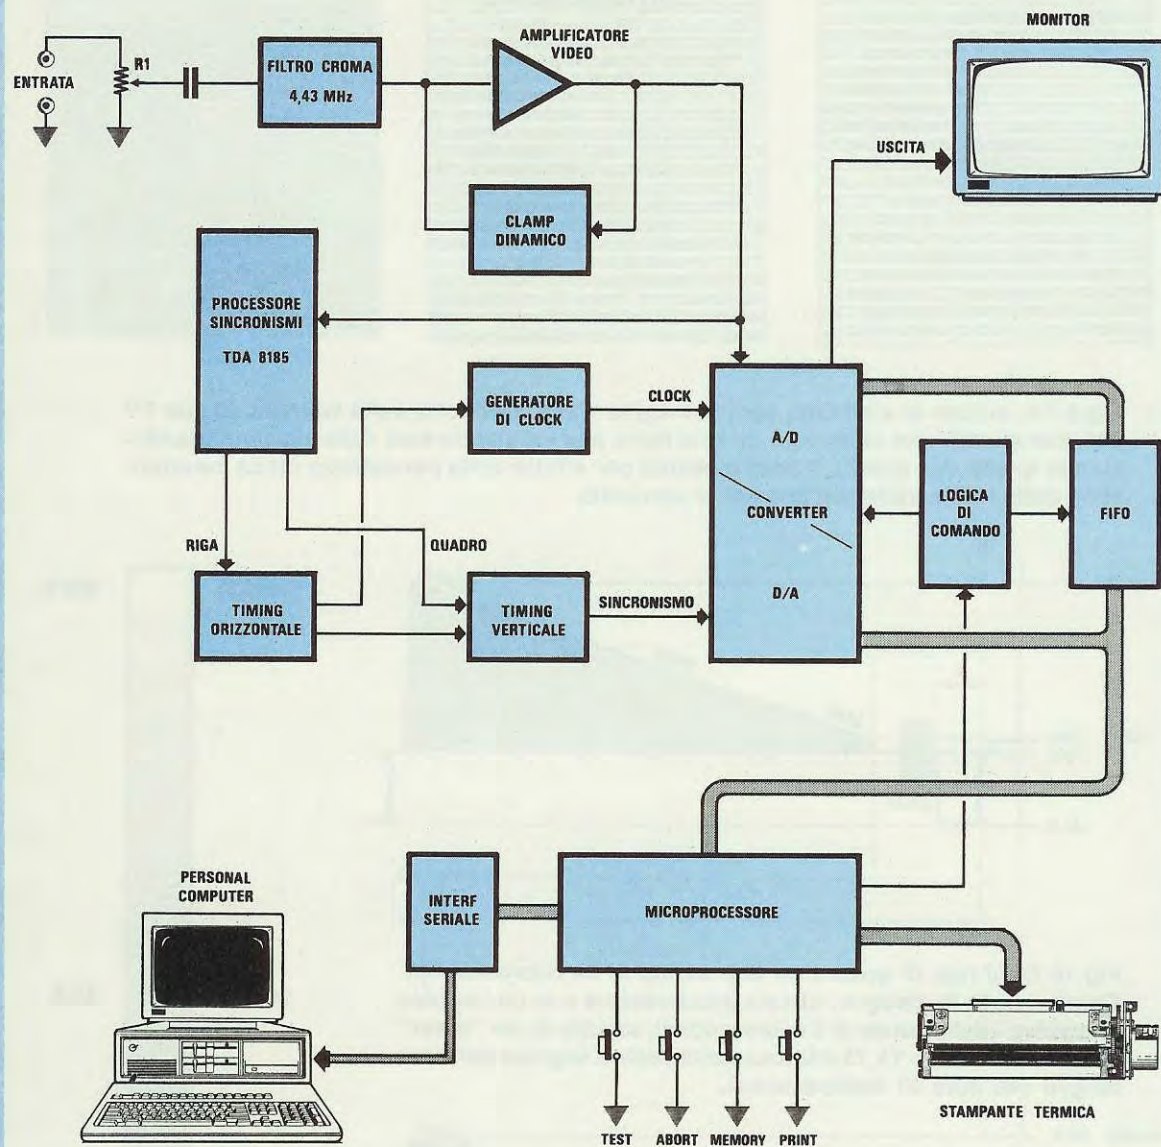 MONITOR
AMPLIFICATORE
VIDEO
ENTRATA
R1
FILTRO CROMA
4,43 MHz
USCITA
CLAMP
DINAMICO
PROCESSORE
SINCRONISMI
TDA 8185
GENERATORE
DI CLOCK
CLOCK
A/D
CONVERTER
D/A
LOGICA
DI
COMANDO
FIFO
RIGA
QUADRO
TIMING
ORIZZONTALE
TIMING
VERTICALE
SINCRONISMO
PERSONAL
COMPUTER
INTERF
SERIALE
MICROPROCESSORE
STAMPANTE TERMICA
TEST
ABORT
MEMORY
PRINT